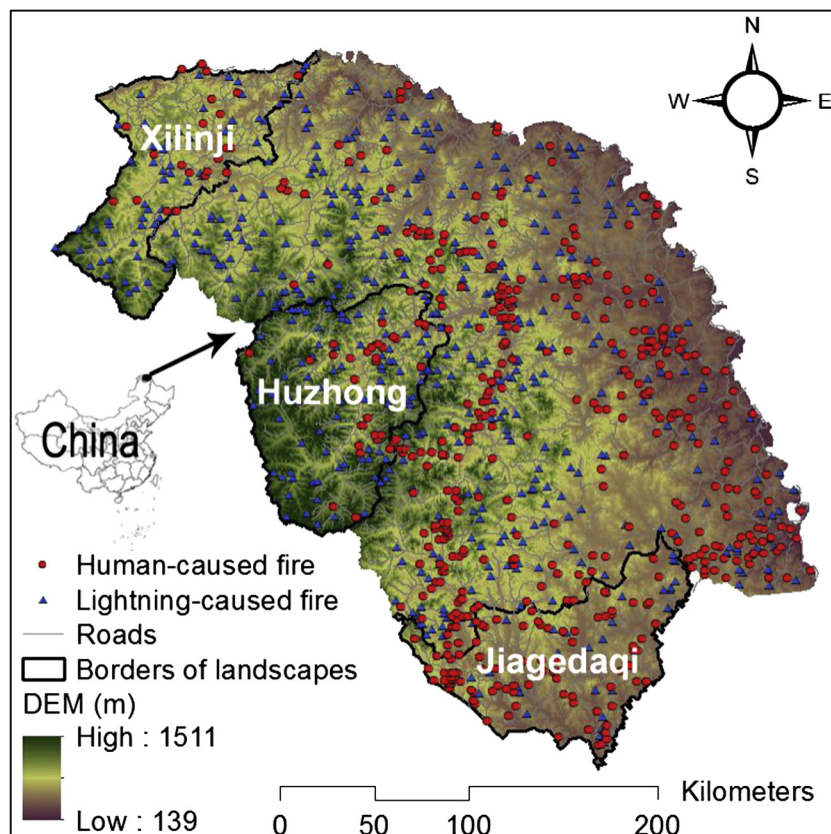 N
W E
S
Xilinji
Huzhong
China
Jiagedaqi
Human-caused fire
Lightning-caused fire
Roads
Borders of landscapes
DEM (m)
High : 1511
Low : 139
Kilometers
0 50 100 200